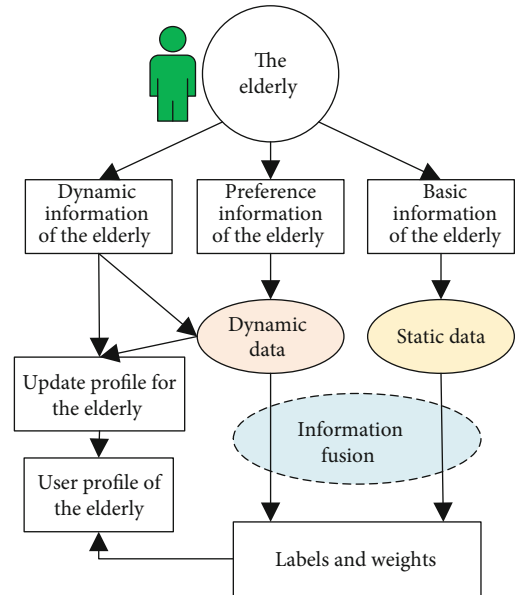 The
elderly
Dynamic
information
of the elderly
Preference
information
of the elderly
Basic
information
of the elderly
Dynamic
data
Static data
Update profile for
the elderly
Information
fusion
User profile of
the elderly
Labels and weights